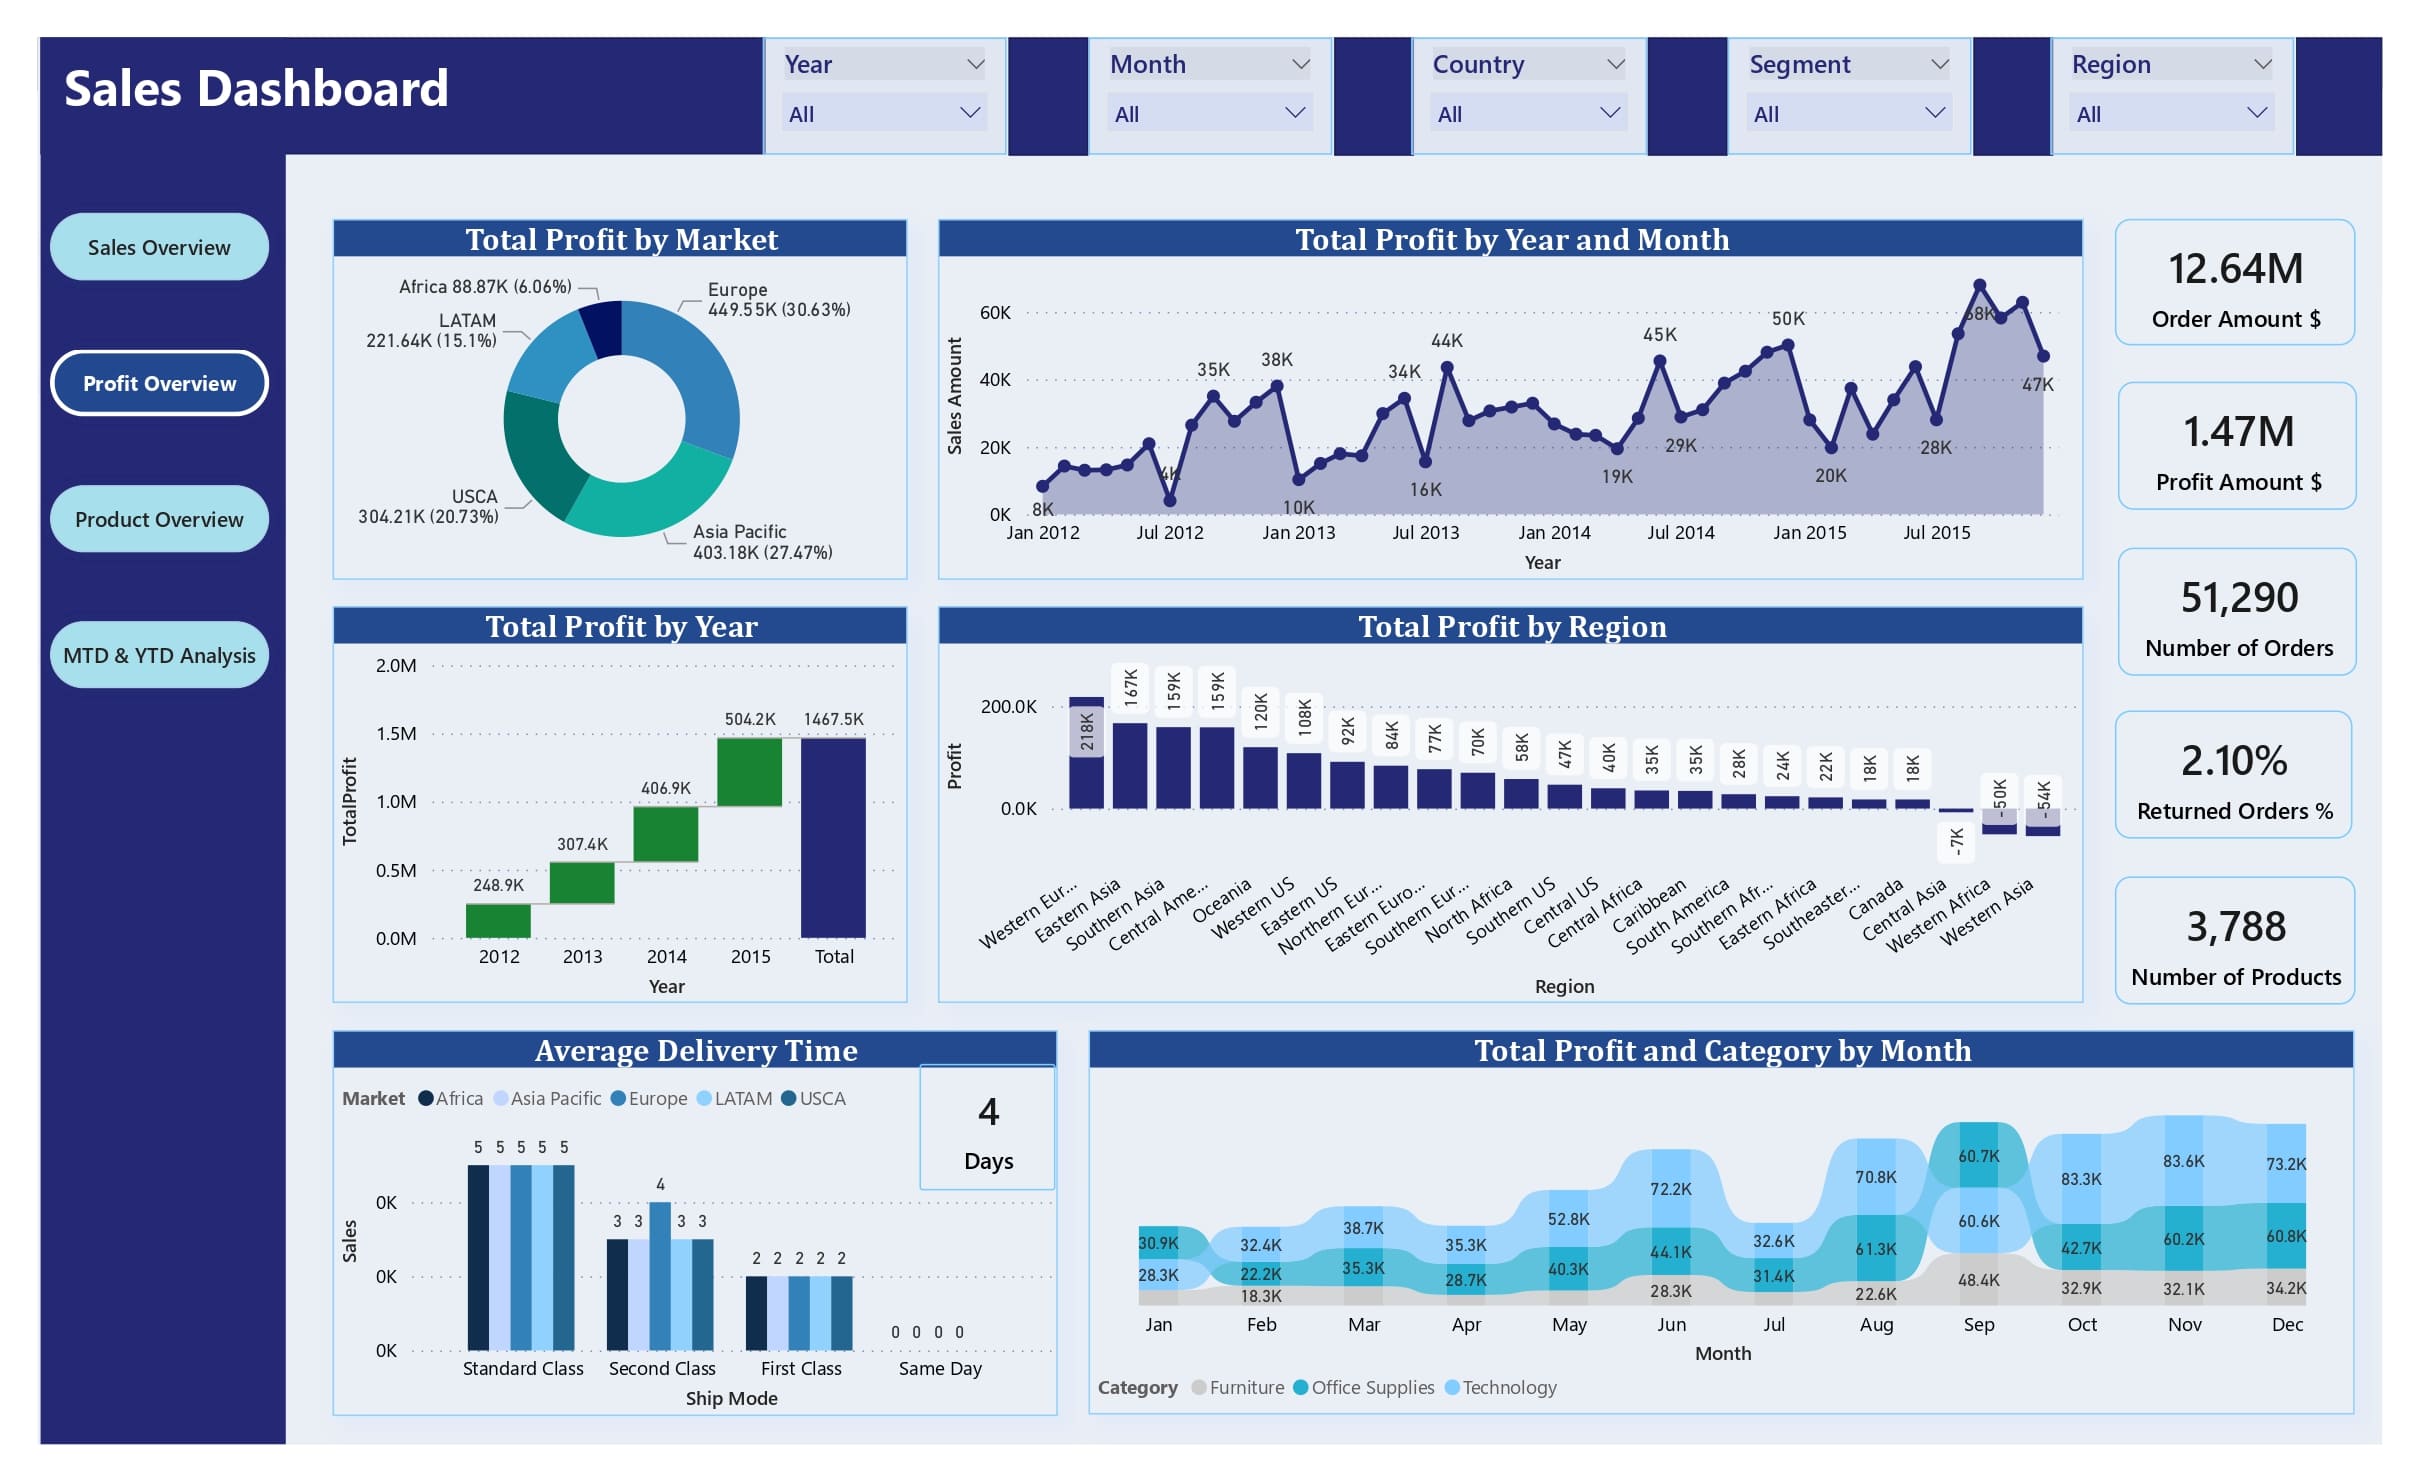 Sales Dashboard
Year
All
Month
All
Country
All
Segment
All
Region
All
Sales Overview
Profit Overview
Product Overview
MTD & YTD Analysis
Total Profit by Market
Africa 88.87K (6.06%)
Europe
449.55K (30.63%)
LATAM
221.64K (15.1%)
USCA
304.21K (20.73%)
Asia Pacific
403.18K (27.47%)
Total Profit by Year and Month
Sales Amount
60K
40K
20K
0K
8K
4K
35K
38K
10K
34K
16K
44K
19K
45K
29K
50K
20K
28K
68K
47K
Jan 2012
Jul 2012
Jan 2013
Jul 2013
Jan 2014
Jul 2014
Jan 2015
Jul 2015
Year
12.64M
Order Amount $
1.47M
Profit Amount $
51,290
Number of Orders
2.10%
Returned Orders %
3,788
Number of Products
Total Profit by Year
TotalProfit
2.0M
1.5M
1.0M
0.5M
0.0M
248.9K
307.4K
406.9K
504.2K
1467.5K
2012
2013
2014
2015
Total
Year
Total Profit by Region
Profit
200.0K
0.0K
218K
167K
159K
159K
120K
108K
92K
84K
77K
70K
58K
47K
40K
35K
35K
28K
24K
22K
18K
18K
-7K
-50K
-54K
Western Eur...
Eastern Asia
Southern Asia
Central Ame...
Oceania
Western US
Eastern US
Northern Eur...
Eastern Euro...
Southern Eur...
North Africa
Southern US
Central US
Central Africa
Caribbean
South America
Southern Afr...
Eastern Africa
Southeaster...
Canada
Central Asia
Western Africa
Western Asia
Region
Average Delivery Time
Market Africa Asia Pacific Europe LATAM USCA
4
Days
Sales
0K
0K
0K
5 5 5 5 5
3 3 4 3 3
2 2 2 2 2
0 0 0 0
Standard Class
Second Class
First Class
Same Day
Ship Mode
Total Profit and Category by Month
30.9K
28.3K
32.4K
22.2K
18.3K
38.7K
35.3K
35.3K
28.7K
52.8K
40.3K
72.2K
44.1K
28.3K
32.6K
31.4K
70.8K
61.3K
22.6K
60.7K
60.6K
48.4K
83.3K
42.7K
32.9K
83.6K
60.2K
32.1K
73.2K
60.8K
34.2K
Jan
Feb
Mar
Apr
May
Jun
Jul
Aug
Sep
Oct
Nov
Dec
Month
Category Furniture Office Supplies Technology